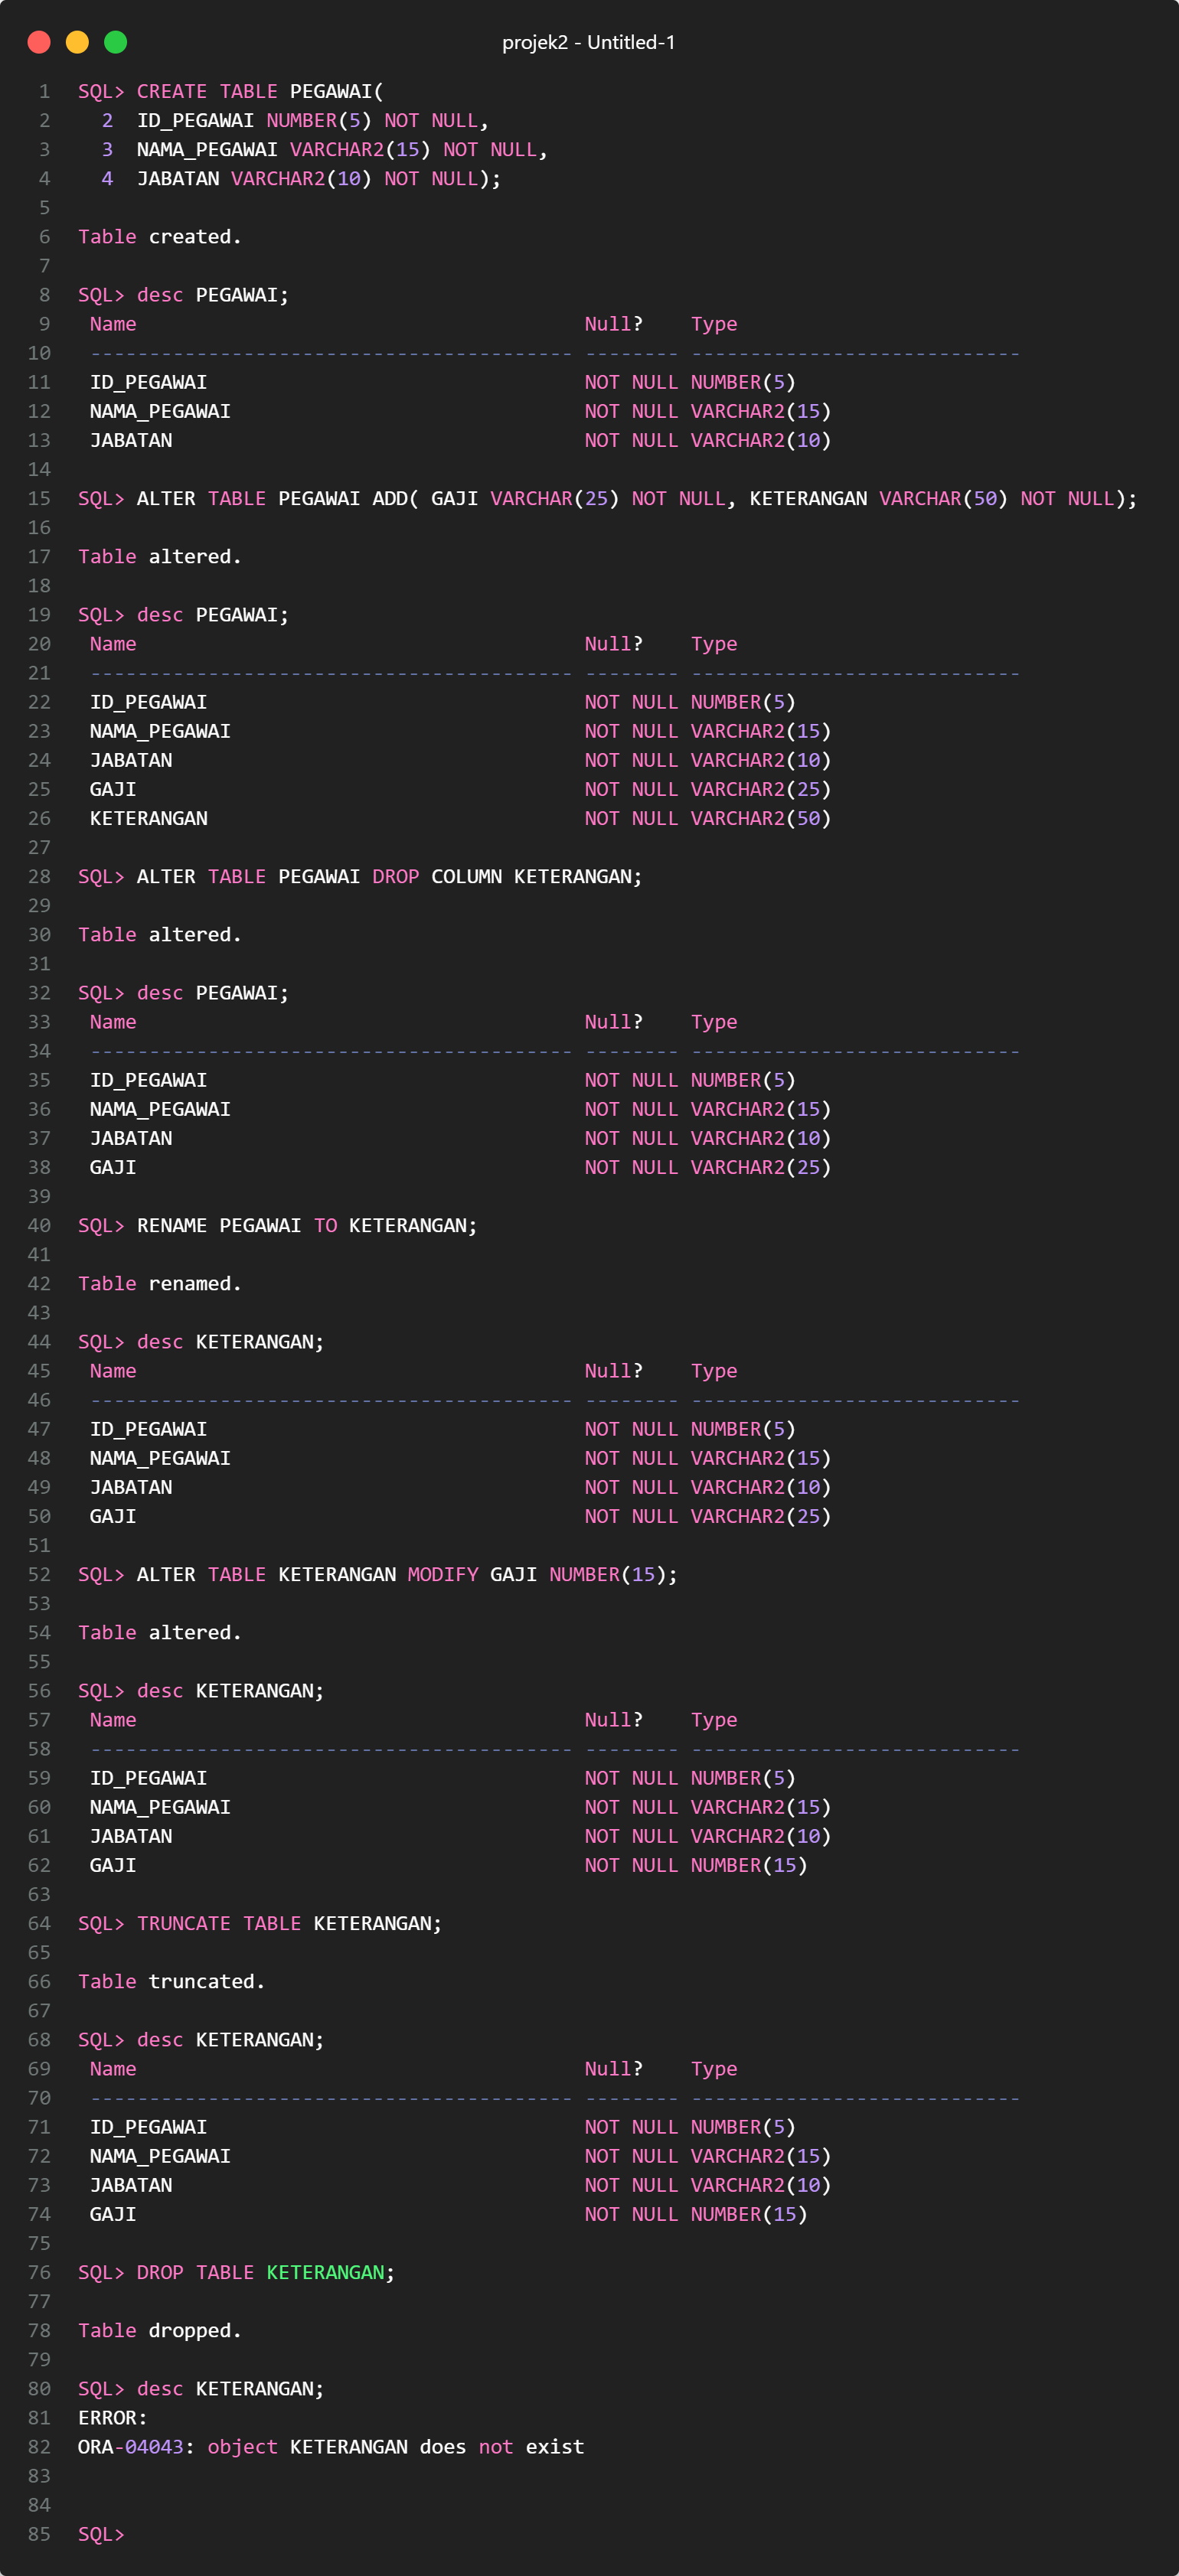 projek2 - Untitled-1
1 SQL> CREATE TABLE PEGAWAI(
2   2  ID_PEGAWAI NUMBER(5) NOT NULL,
3   3  NAMA_PEGAWAI VARCHAR2(15) NOT NULL,
4   4  JABATAN VARCHAR2(10) NOT NULL);
5
6 Table created.
7
8 SQL> desc PEGAWAI;
9  Name                                      Null?    Type
10  ----------------------------------------- -------- ----------------------------
11  ID_PEGAWAI                                NOT NULL NUMBER(5)
12  NAMA_PEGAWAI                              NOT NULL VARCHAR2(15)
13  JABATAN                                   NOT NULL VARCHAR2(10)
14
15 SQL> ALTER TABLE PEGAWAI ADD( GAJI VARCHAR(25) NOT NULL, KETERANGAN VARCHAR(50) NOT NULL);
16
17 Table altered.
18
19 SQL> desc PEGAWAI;
20  Name                                      Null?    Type
21  ----------------------------------------- -------- ----------------------------
22  ID_PEGAWAI                                NOT NULL NUMBER(5)
23  NAMA_PEGAWAI                              NOT NULL VARCHAR2(15)
24  JABATAN                                   NOT NULL VARCHAR2(10)
25  GAJI                                      NOT NULL VARCHAR2(25)
26  KETERANGAN                                NOT NULL VARCHAR2(50)
27
28 SQL> ALTER TABLE PEGAWAI DROP COLUMN KETERANGAN;
29
30 Table altered.
31
32 SQL> desc PEGAWAI;
33  Name                                      Null?    Type
34  ----------------------------------------- -------- ----------------------------
35  ID_PEGAWAI                                NOT NULL NUMBER(5)
36  NAMA_PEGAWAI                              NOT NULL VARCHAR2(15)
37  JABATAN                                   NOT NULL VARCHAR2(10)
38  GAJI                                      NOT NULL VARCHAR2(25)
39
40 SQL> RENAME PEGAWAI TO KETERANGAN;
41
42 Table renamed.
43
44 SQL> desc KETERANGAN;
45  Name                                      Null?    Type
46  ----------------------------------------- -------- ----------------------------
47  ID_PEGAWAI                                NOT NULL NUMBER(5)
48  NAMA_PEGAWAI                              NOT NULL VARCHAR2(15)
49  JABATAN                                   NOT NULL VARCHAR2(10)
50  GAJI                                      NOT NULL VARCHAR2(25)
51
52 SQL> ALTER TABLE KETERANGAN MODIFY GAJI NUMBER(15);
53
54 Table altered.
55
56 SQL> desc KETERANGAN;
57  Name                                      Null?    Type
58  ----------------------------------------- -------- ----------------------------
59  ID_PEGAWAI                                NOT NULL NUMBER(5)
60  NAMA_PEGAWAI                              NOT NULL VARCHAR2(15)
61  JABATAN                                   NOT NULL VARCHAR2(10)
62  GAJI                                      NOT NULL NUMBER(15)
63
64 SQL> TRUNCATE TABLE KETERANGAN;
65
66 Table truncated.
67
68 SQL> desc KETERANGAN;
69  Name                                      Null?    Type
70  ----------------------------------------- -------- ----------------------------
71  ID_PEGAWAI                                NOT NULL NUMBER(5)
72  NAMA_PEGAWAI                              NOT NULL VARCHAR2(15)
73  JABATAN                                   NOT NULL VARCHAR2(10)
74  GAJI                                      NOT NULL NUMBER(15)
75
76 SQL> DROP TABLE KETERANGAN;
77
78 Table dropped.
79
80 SQL> desc KETERANGAN;
81 ERROR:
82 ORA-04043: object KETERANGAN does not exist
83
84
85 SQL>